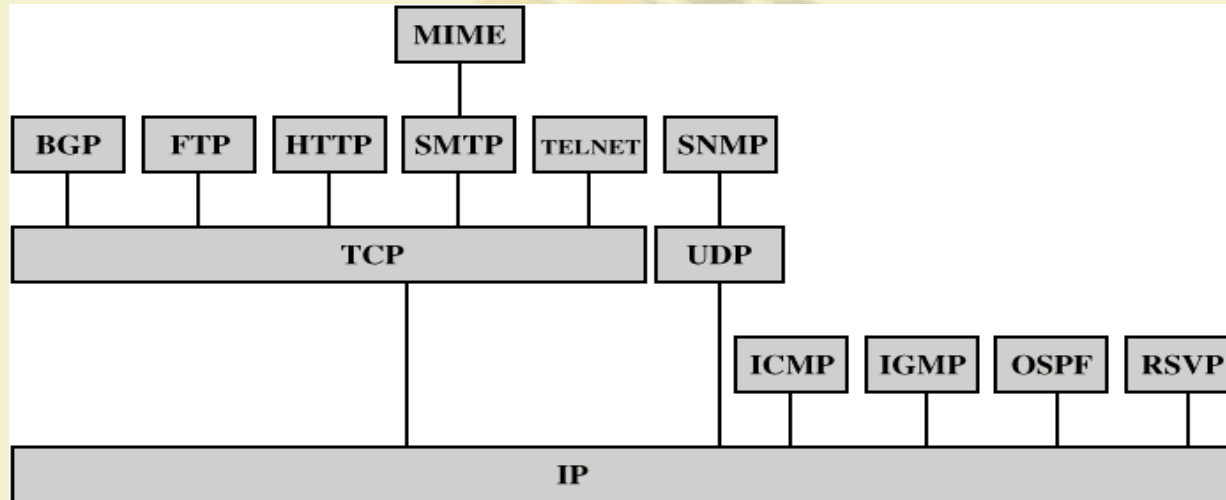 MIME
BGP FTP HTTP SMTP TELNET SNMP
TCP UDP
ICMP IGMP OSPF RSVP
IP